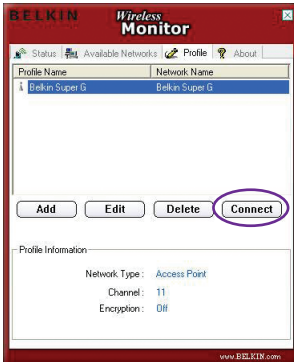 BELKIN Wireless
Monitor
Status Available Networks Profile About
Profile Name Network Name
Belkin Super G Belkin Super G
Add Edit Delete Connect
Profile Information
Network Type : Access Point
Channel : 11
Encryption : Off
www.BELKIN.com